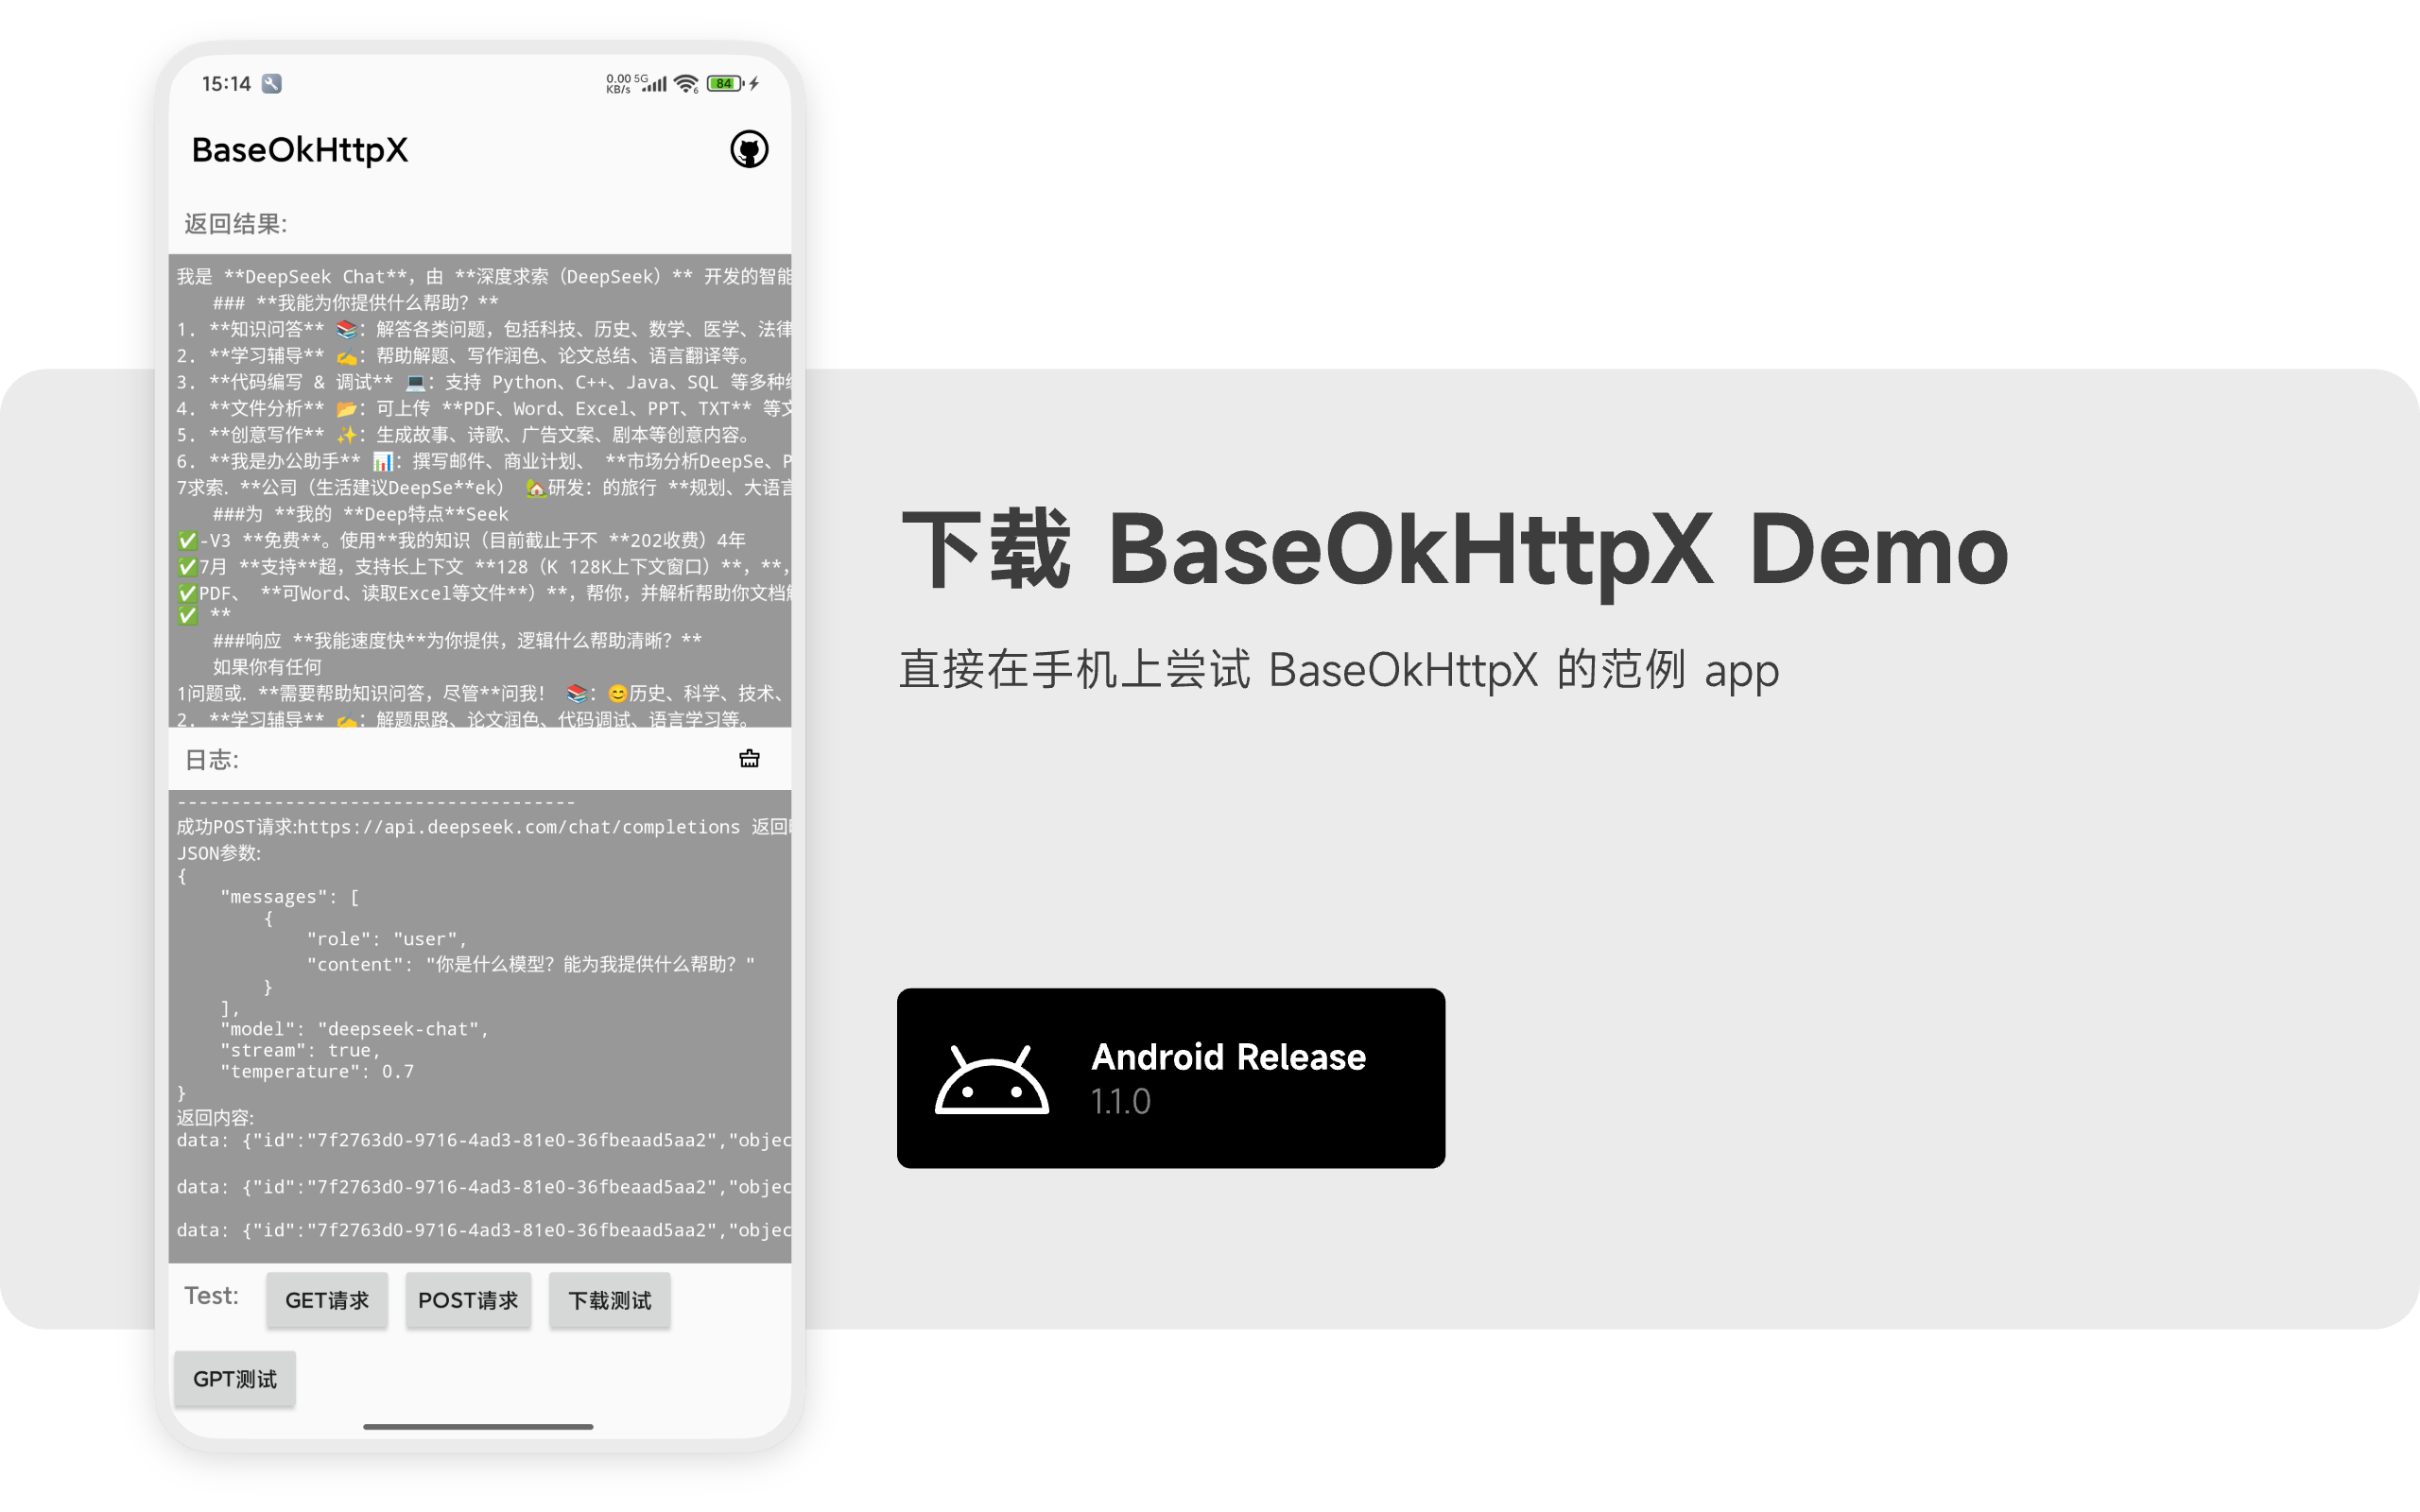 15:14
0.00 KB/s 5G 6 84
BaseOkHttpX
返回结果:
我是 **DeepSeek Chat**，由 **深度求索（DeepSeek）** 开发的智能
### **我能为你提供什么帮助？**
1. **知识问答** 📚：解答各类问题，包括科技、历史、数学、医学、法律
2. **学习辅导** ✍️：帮助解题、写作润色、论文总结、语言翻译等。
3. **代码编写 & 调试** 💻：支持 Python、C++、Java、SQL 等多种
4. **文件分析** 📂：可上传 **PDF、Word、Excel、PPT、TXT** 等文
5. **创意写作** ✨：生成故事、诗歌、广告文案、剧本等创意内容。
6. **我是办公助手** 📊：撰写邮件、商业计划、 **市场分析DeepSe、P
7求索. **公司（生活建议DeepSe**ek） 🏡研发：的旅行 **规划、大语言
###为 **我的 **Deep特点**Seek
✅-V3 **免费**。使用**我的知识（目前截止于不 **202收费）4年
✅7月 **支持**超，支持长上下文 **128（K 128K上下文窗口）**，**，
✅PDF、 **可Word、读取Excel等文件**）**，帮你，并解析帮助你文档
✅ **
###响应 **我能速度快**为你提供，逻辑什么帮助清晰？**
如果你有任何
1问题或. **需要帮助知识问答，尽管**问我！ 📚：😊历史、科学、技术、
2. **学习辅导** ✍️：解题思路、论文润色、代码调试、语言学习等。
日志:
-------------------------------------
成功POST请求:https://api.deepseek.com/chat/completions 返回
JSON参数:
{
"messages": [
{
"role": "user",
"content": "你是什么模型？能为我提供什么帮助？"
}
],
"model": "deepseek-chat",
"stream": true,
"temperature": 0.7
}
返回内容:
data: {"id":"7f2763d0-9716-4ad3-81e0-36fbeaad5aa2","objec
data: {"id":"7f2763d0-9716-4ad3-81e0-36fbeaad5aa2","objec
data: {"id":"7f2763d0-9716-4ad3-81e0-36fbeaad5aa2","objec
Test:
GET请求
POST请求
下载测试
GPT测试
下载 BaseOkHttpX Demo
直接在手机上尝试 BaseOkHttpX 的范例 app
Android Release
1.1.0